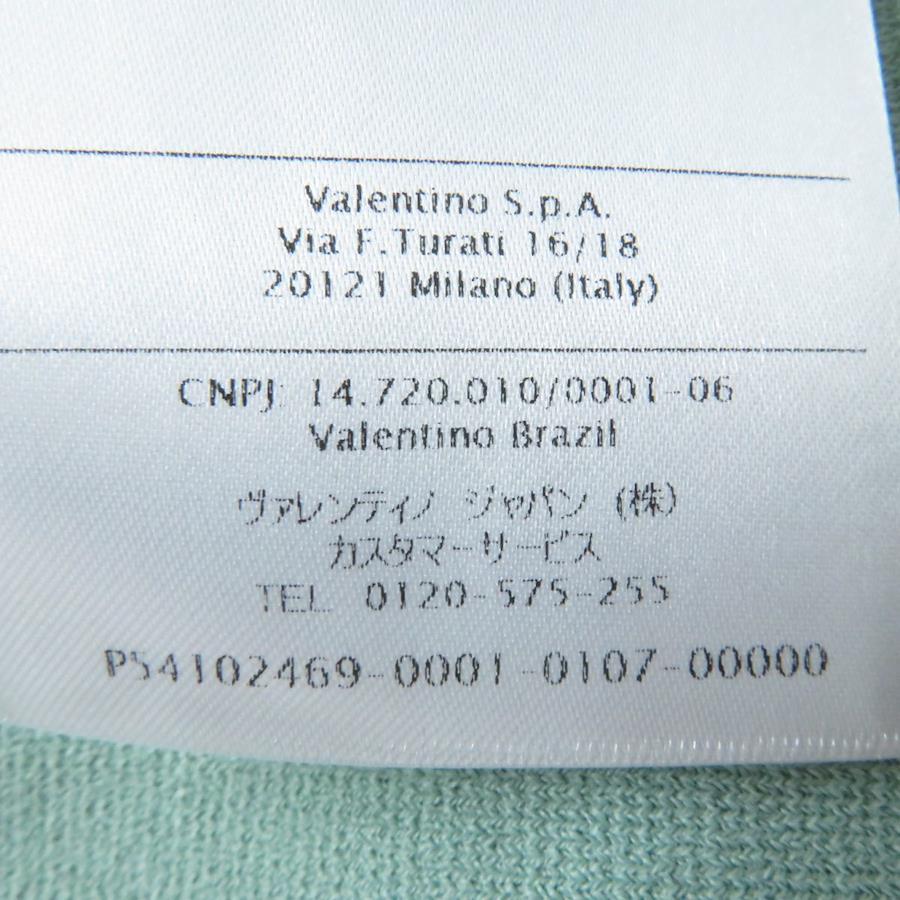 Valentino S.p.A.
Via F.Turati 16/18
20121 Milano (Italy)
CNPJ: 14.720.010/0001-06
Valentino Brazil
ヴァレンティノ ジャパン (株)
カスタマーサービス
TEL 0120-575-255
P54102469-0001-0107-00000